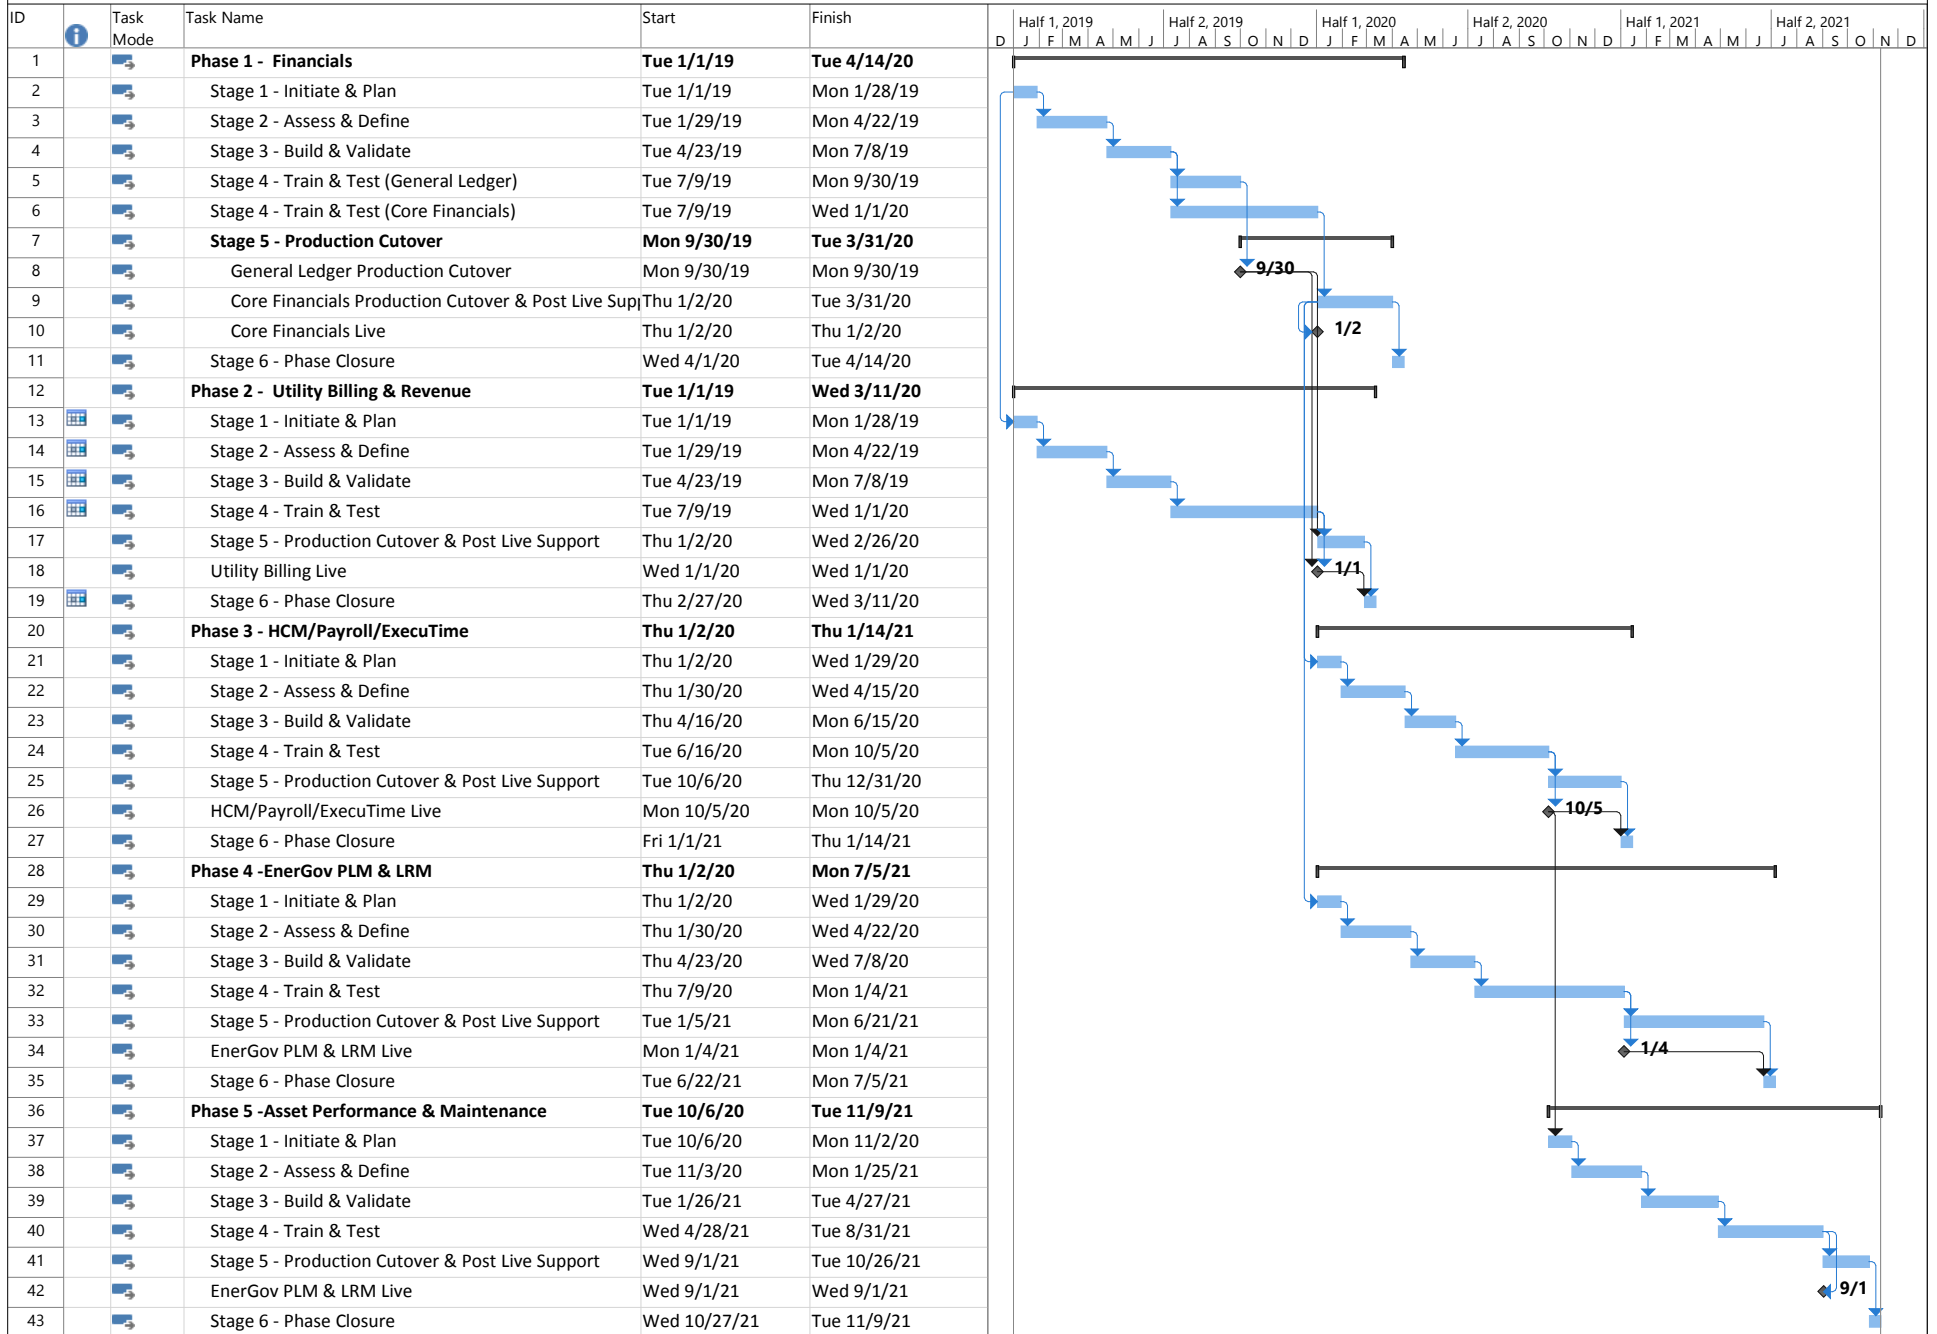 ID Task Mode Task Name Start Finish
Half 1, 2019 Half 2, 2019 Half 1, 2020 Half 2, 2020 Half 1, 2021 Half 2, 2021
D J F M A M J J A S O N D J F M A M J J A S O N D J F M A M J J A S O N D
1 Phase 1 - Financials Tue 1/1/19 Tue 4/14/20
2 Stage 1 - Initiate & Plan Tue 1/1/19 Mon 1/28/19
3 Stage 2 - Assess & Define Tue 1/29/19 Mon 4/22/19
4 Stage 3 - Build & Validate Tue 4/23/19 Mon 7/8/19
5 Stage 4 - Train & Test (General Ledger) Tue 7/9/19 Mon 9/30/19
6 Stage 4 - Train & Test (Core Financials) Tue 7/9/19 Wed 1/1/20
7 Stage 5 - Production Cutover Mon 9/30/19 Tue 3/31/20
8 General Ledger Production Cutover Mon 9/30/19 Mon 9/30/19 9/30
9 Core Financials Production Cutover & Post Live Sup Thu 1/2/20 Tue 3/31/20
10 Core Financials Live Thu 1/2/20 Thu 1/2/20 1/2
11 Stage 6 - Phase Closure Wed 4/1/20 Tue 4/14/20
12 Phase 2 - Utility Billing & Revenue Tue 1/1/19 Wed 3/11/20
13 Stage 1 - Initiate & Plan Tue 1/1/19 Mon 1/28/19
14 Stage 2 - Assess & Define Tue 1/29/19 Mon 4/22/19
15 Stage 3 - Build & Validate Tue 4/23/19 Mon 7/8/19
16 Stage 4 - Train & Test Tue 7/9/19 Wed 1/1/20
17 Stage 5 - Production Cutover & Post Live Support Thu 1/2/20 Wed 2/26/20
18 Utility Billing Live Wed 1/1/20 Wed 1/1/20 1/1
19 Stage 6 - Phase Closure Thu 2/27/20 Wed 3/11/20
20 Phase 3 - HCM/Payroll/ExecuTime Thu 1/2/20 Thu 1/14/21
21 Stage 1 - Initiate & Plan Thu 1/2/20 Wed 1/29/20
22 Stage 2 - Assess & Define Thu 1/30/20 Wed 4/15/20
23 Stage 3 - Build & Validate Thu 4/16/20 Mon 6/15/20
24 Stage 4 - Train & Test Tue 6/16/20 Mon 10/5/20
25 Stage 5 - Production Cutover & Post Live Support Tue 10/6/20 Thu 12/31/20
26 HCM/Payroll/ExecuTime Live Mon 10/5/20 Mon 10/5/20 10/5
27 Stage 6 - Phase Closure Fri 1/1/21 Thu 1/14/21
28 Phase 4 -EnerGov PLM & LRM Thu 1/2/20 Mon 7/5/21
29 Stage 1 - Initiate & Plan Thu 1/2/20 Wed 1/29/20
30 Stage 2 - Assess & Define Thu 1/30/20 Wed 4/22/20
31 Stage 3 - Build & Validate Thu 4/23/20 Wed 7/8/20
32 Stage 4 - Train & Test Thu 7/9/20 Mon 1/4/21
33 Stage 5 - Production Cutover & Post Live Support Tue 1/5/21 Mon 6/21/21
34 EnerGov PLM & LRM Live Mon 1/4/21 Mon 1/4/21 1/4
35 Stage 6 - Phase Closure Tue 6/22/21 Mon 7/5/21
36 Phase 5 -Asset Performance & Maintenance Tue 10/6/20 Tue 11/9/21
37 Stage 1 - Initiate & Plan Tue 10/6/20 Mon 11/2/20
38 Stage 2 - Assess & Define Tue 11/3/20 Mon 1/25/21
39 Stage 3 - Build & Validate Tue 1/26/21 Tue 4/27/21
40 Stage 4 - Train & Test Wed 4/28/21 Tue 8/31/21
41 Stage 5 - Production Cutover & Post Live Support Wed 9/1/21 Tue 10/26/21
42 EnerGov PLM & LRM Live Wed 9/1/21 Wed 9/1/21 9/1
43 Stage 6 - Phase Closure Wed 10/27/21 Tue 11/9/21